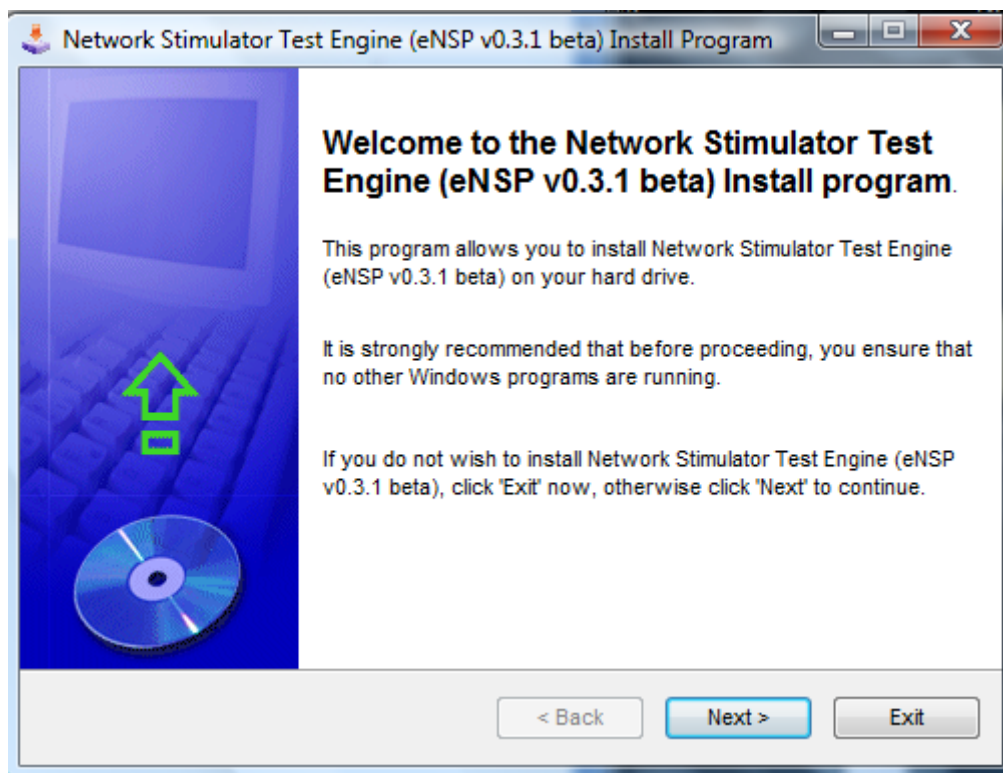 Network Stimulator Test Engine (eNSP v0.3.1 beta) Install Program
Welcome to the Network Stimulator Test
Engine (eNSP v0.3.1 beta) Install program.
This program allows you to install Network Stimulator Test Engine
(eNSP v0.3.1 beta) on your hard drive.
It is strongly recommended that before proceeding, you ensure that
no other Windows programs are running.
If you do not wish to install Network Stimulator Test Engine (eNSP
v0.3.1 beta), click 'Exit' now, otherwise click 'Next' to continue.
< Back Next > Exit